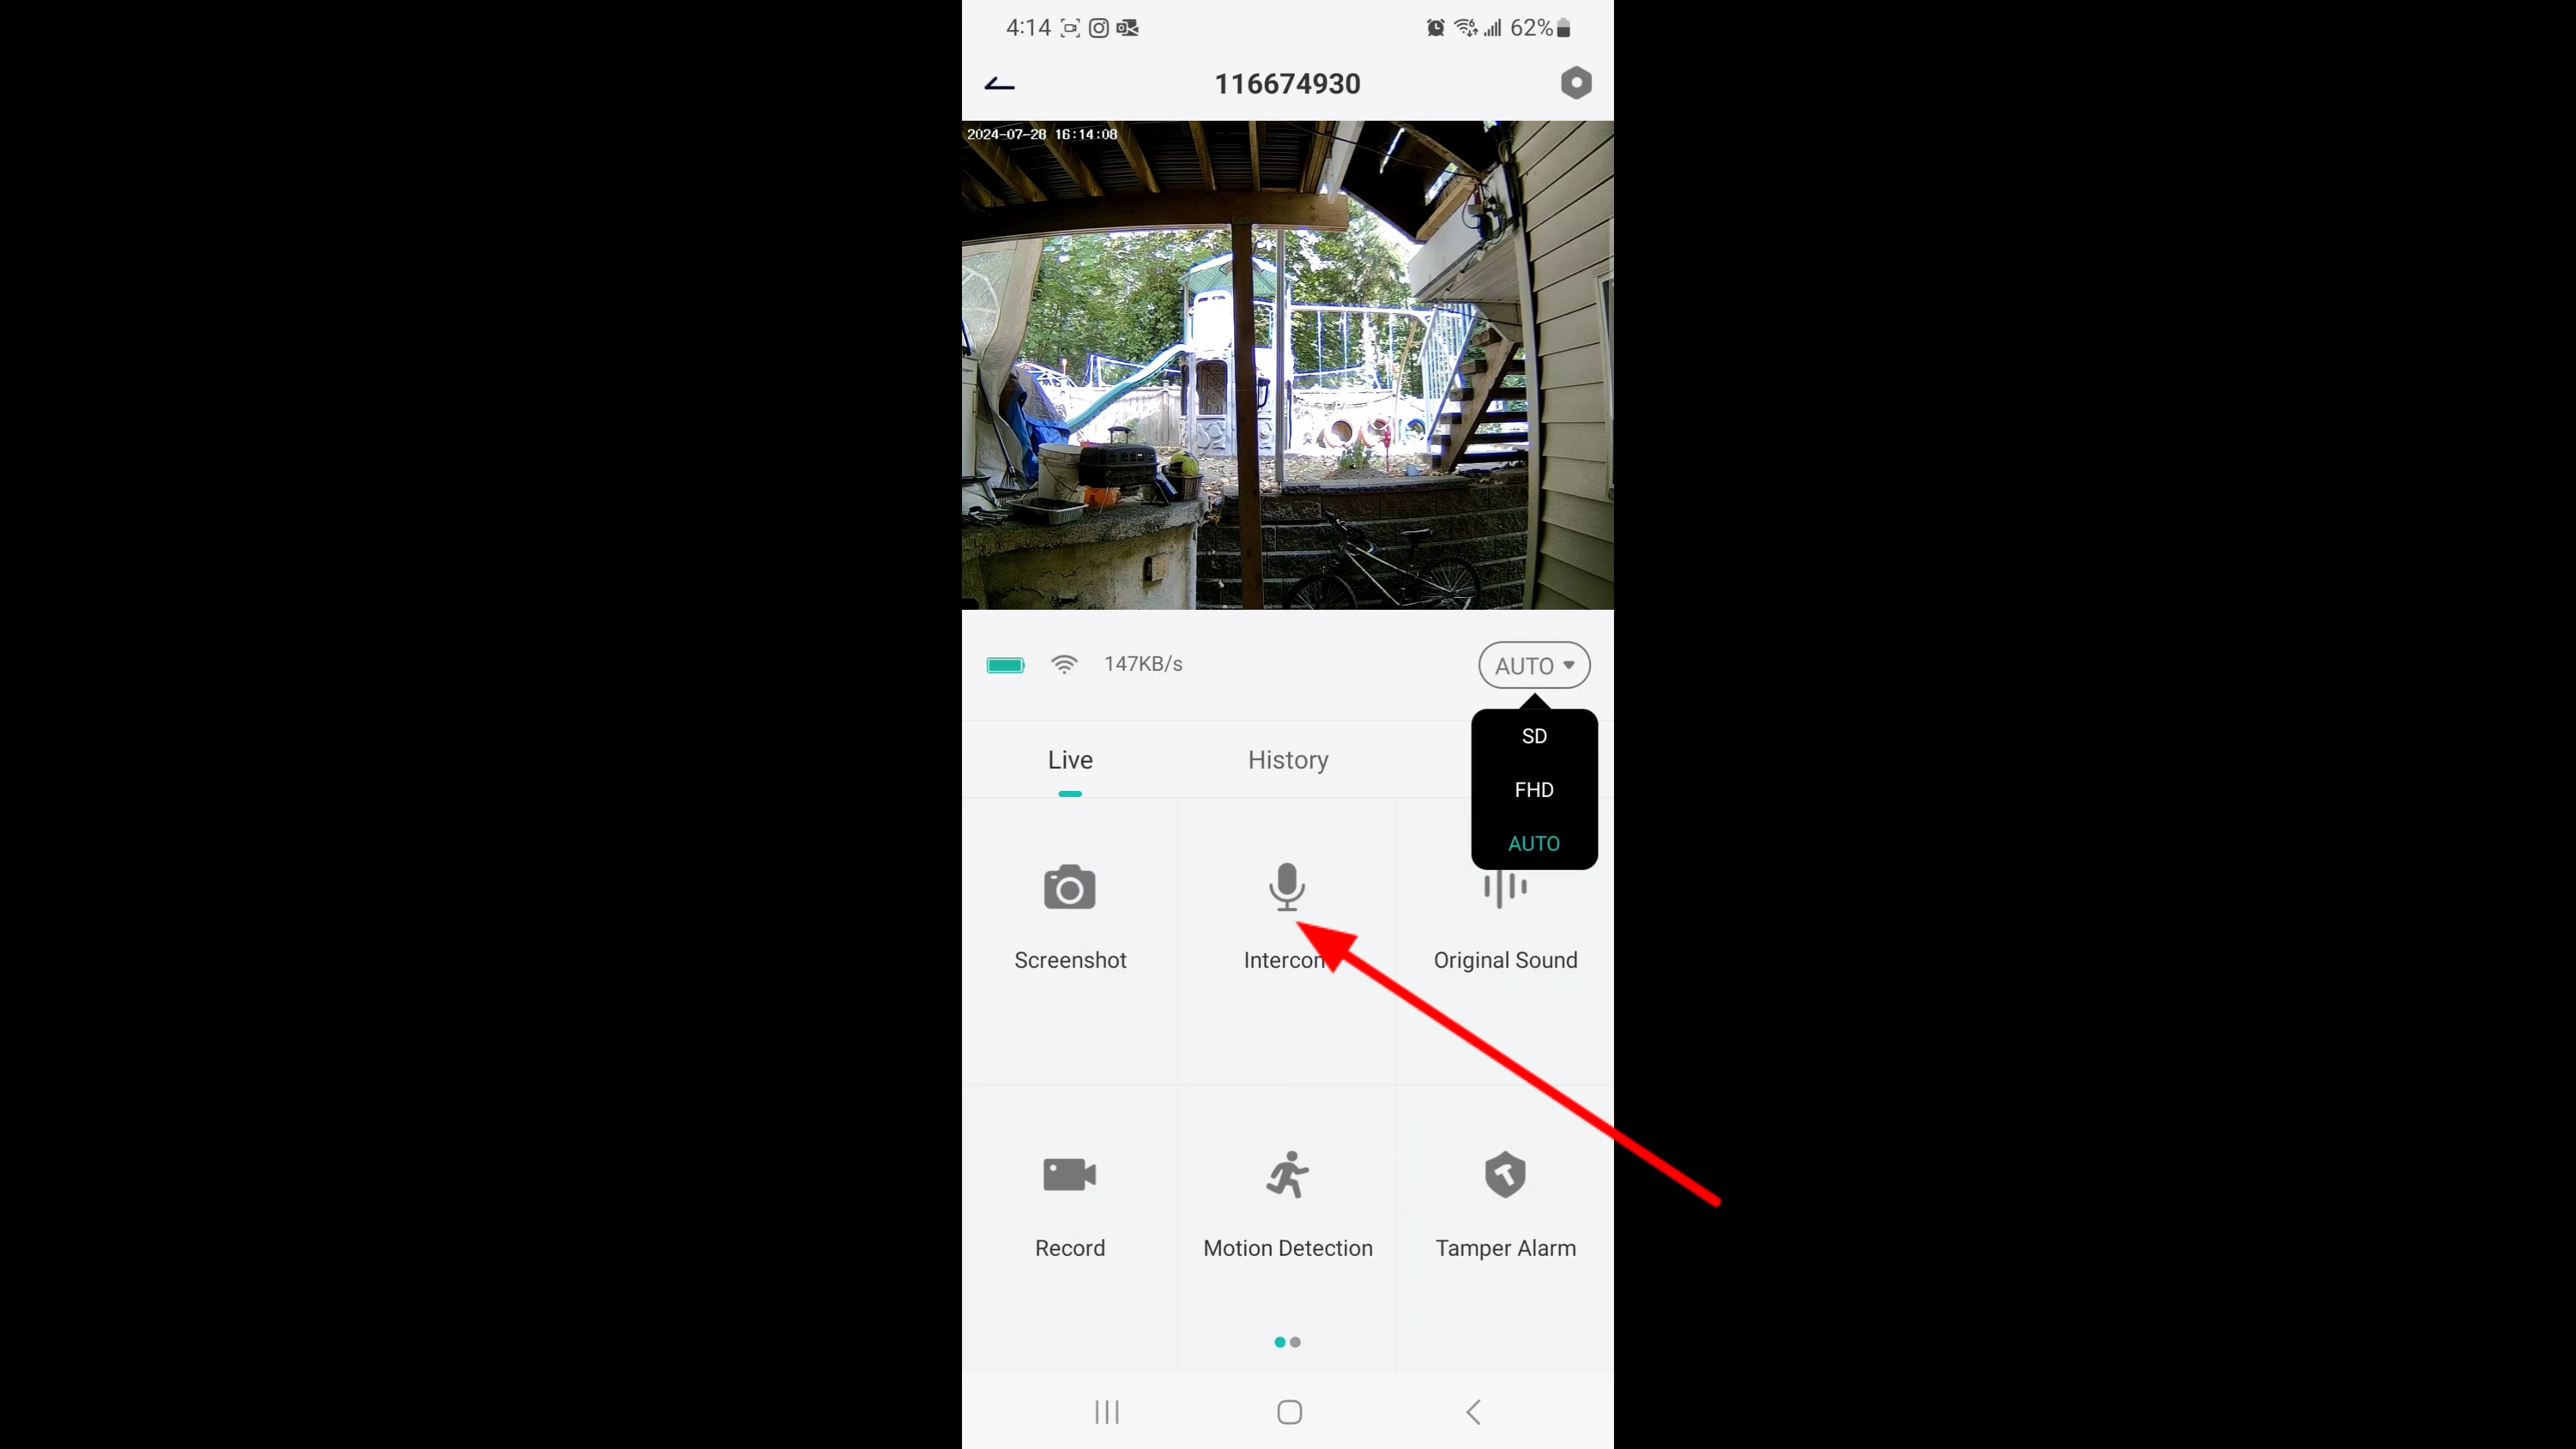 4:14 62%
116674930
2024-07-28 16:14:08
147KB/s AUTO
SD
FHD
AUTO
Live History
Screenshot Intercom Original Sound
Record Motion Detection Tamper Alarm